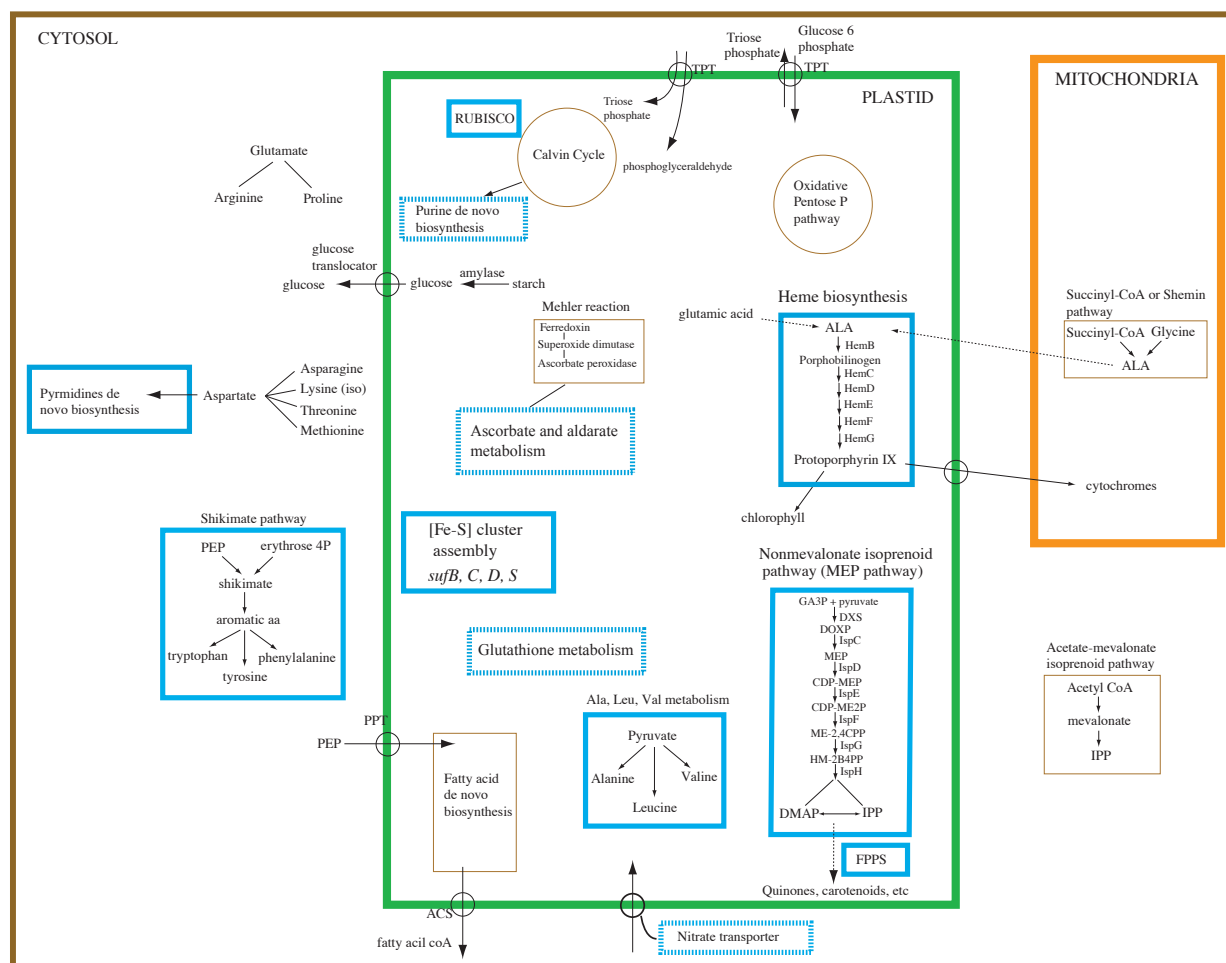 CYTOSOL
Triose
phosphate
Glucose 6
phosphate
TPT
TPT
PLASTID
MITOCHONDRIA
RUBISCO
Triose
phosphate
Calvin Cycle
phosphoglyceraldehyde
Glutamate
Arginine
Proline
Oxidative
Pentose P
pathway
Purine de novo
biosynthesis
glucose
translocator
glucose
glucose
amylase
starch
Mehler reaction
Ferredoxin
Superoxide dimutase
Ascorbate peroxidase
Ascorbate and aldarate
metabolism
glutamic acid
Heme biosynthesis
ALA
HemB
Porphobilinogen
HemC
HemD
HemE
HemF
HemG
Protoporphyrin IX
chlorophyll
cytochromes
Succinyl-CoA or Shemin
pathway
Succinyl-CoA
Glycine
ALA
Pyrmidines de
novo biosynthesis
Aspartate
Asparagine
Lysine (iso)
Threonine
Methionine
Shikimate pathway
PEP
erythrose 4P
shikimate
aromatic aa
tryptophan
phenylalanine
tyrosine
[Fe-S] cluster
assembly
sufB, C, D, S
Glutathione metabolism
Nonmevalonate isoprenoid
pathway (MEP pathway)
GA3P + pyruvate
DXS
DOXP
IspC
MEP
IspD
CDP-MEP
IspE
CDP-ME2P
IspF
ME-2,4CPP
IspG
HM-2B4PP
IspH
DMAP
IPP
FPPS
Quinones, carotenoids, etc
Acetate-mevalonate
isoprenoid pathway
Acetyl CoA
mevalonate
IPP
PPT
PEP
Fatty acid
de novo
biosynthesis
Ala, Leu, Val metabolism
Pyruvate
Alanine
Valine
Leucine
ACS
fatty acil coA
Nitrate transporter